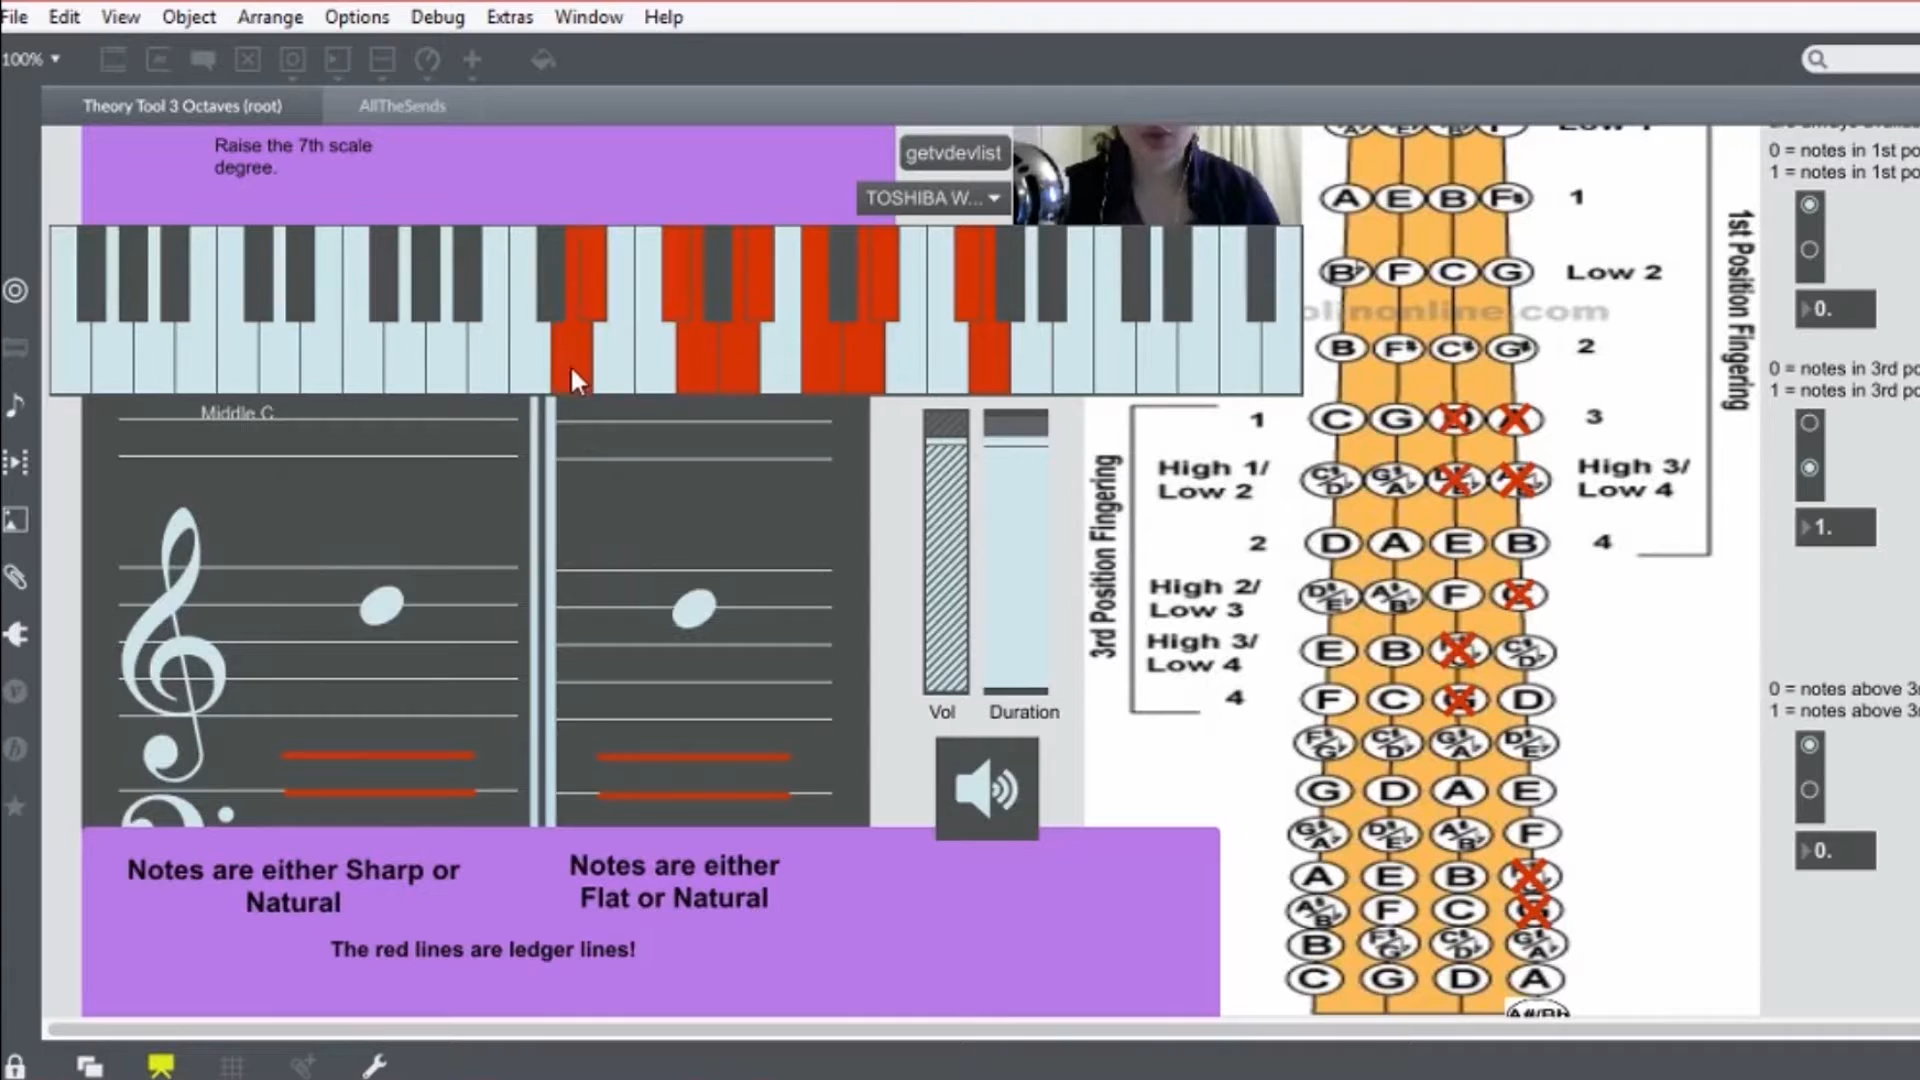 File Edit View Object Arrange Options Debug Extras Window Help
100%
Theory Tool 3 Octaves (root) AllTheSends
Raise the 7th scale
degree.
getvdevlist
TOSHIBA W...
Middle C
Vol Duration
Notes are either Sharp or
Natural
Notes are either
Flat or Natural
The red lines are ledger lines!
A E B F# 1
B♭ F C G Low 2
olinonline.com
B F# C# G# 2
1st Position Fingering
1 C G 3
High 1/
Low 2
High 3/
Low 4
2 D A E B 4
High 2/
Low 3
F
High 3/
Low 4
E B
4 F C G D
3rd Position Fingering
G D A E
F
A E B
F C G
B
C G D A
A#/Bb
0 = notes in 1st po
1 = notes in 1st po
0.
0 = notes in 3rd po
1 = notes in 3rd po
1.
0 = notes above 3r
1 = notes above 3r
0.